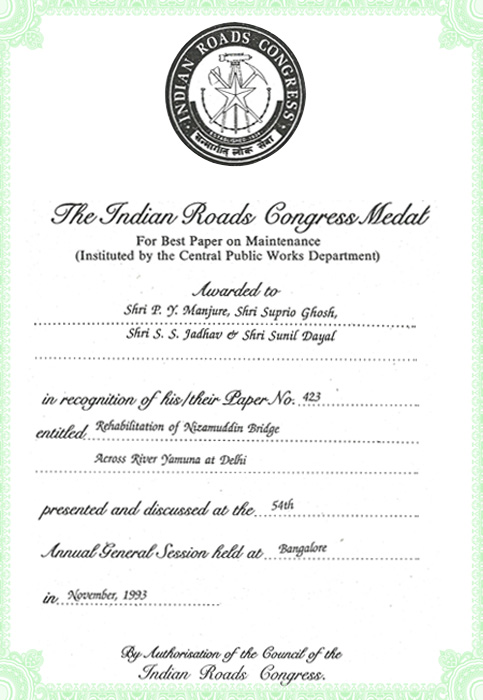 INDIAN ROADS CONGRESS
ESTABLISHED 1934
The Indian Roads Congress Medal
For Best Paper on Maintenance
(Instituted by the Central Public Works Department)
Awarded to
Shri P. Y. Manjure, Shri Suprio Ghosh,
Shri S. S. Jadhav & Shri Sunil Dayal
in recognition of his/their Paper No. 423
entitled Rehabilitation of Nizamuddin Bridge
Across River Yamuna at Delhi
presented and discussed at the 54th
Annual General Session held at Bangalore
in November, 1993
By Authorisation of the Council of the
Indian Roads Congress.